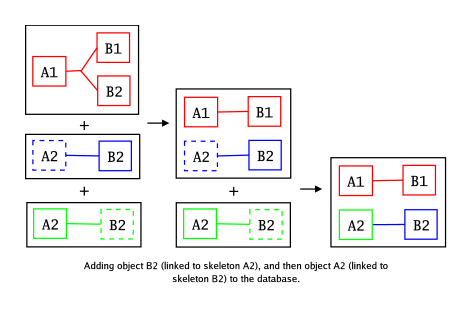 A1 B1
B2
+
A2 B2
+
A2 B2
A1 B1
A2 B2
+
A2 B2
A1 B1
A2 B2
Adding object B2 (linked to skeleton A2), and then object A2 (linked to
skeleton B2) to the database.